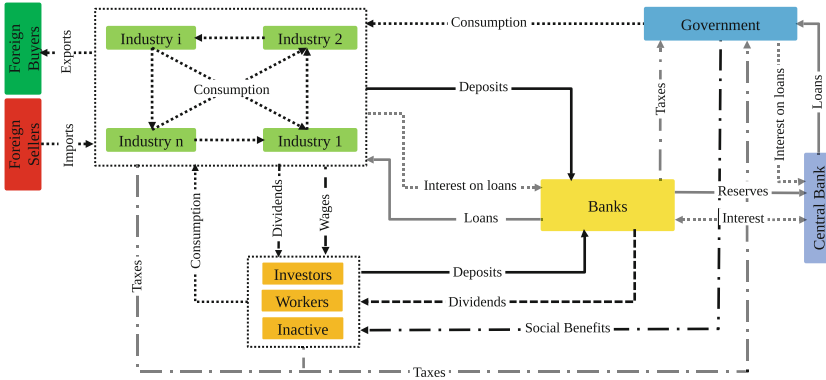 Foreign
Buyers
Exports
Industry i
Industry 2
Consumption
Industry n
Industry 1
Consumption
Government
Foreign
Sellers
Imports
Deposits
Taxes
Interest on loans
Loans
Interest on loans
Loans
Banks
Reserves
Interest
Central Bank
Consumption
Dividends
Wages
Taxes
Investors
Workers
Inactive
Deposits
Dividends
Social Benefits
Taxes